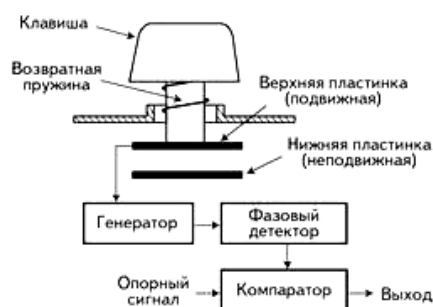 Клавиша
Возвратная
пружина
Верхняя пластинка
(подвижная)
Нижняя пластинка
(неподвижная)
Генератор
Фазовый
детектор
Опорный
сигнал
Компаратор
Выход